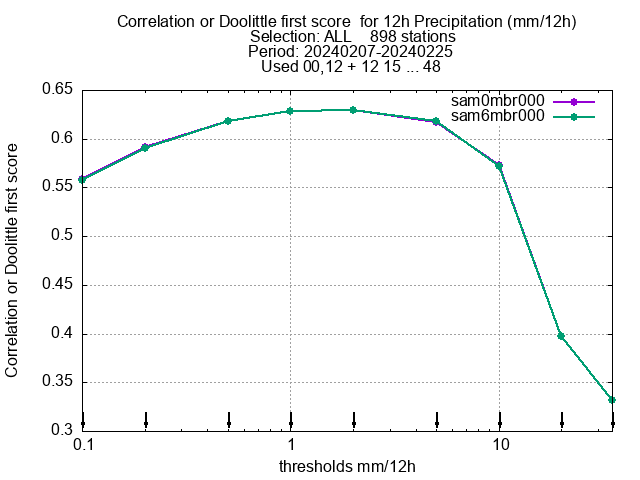 Correlation or Doolittle first score  for 12h Precipitation (mm/12h)
Selection: ALL    898 stations
Period: 20240207-20240225
Used 00,12 + 12 15 ... 48
sam0mbr000
sam6mbr000
0.65
0.6
0.55
0.5
0.45
0.4
0.35
0.3
Correlation or Doolittle first score
0.1 1 10
thresholds mm/12h